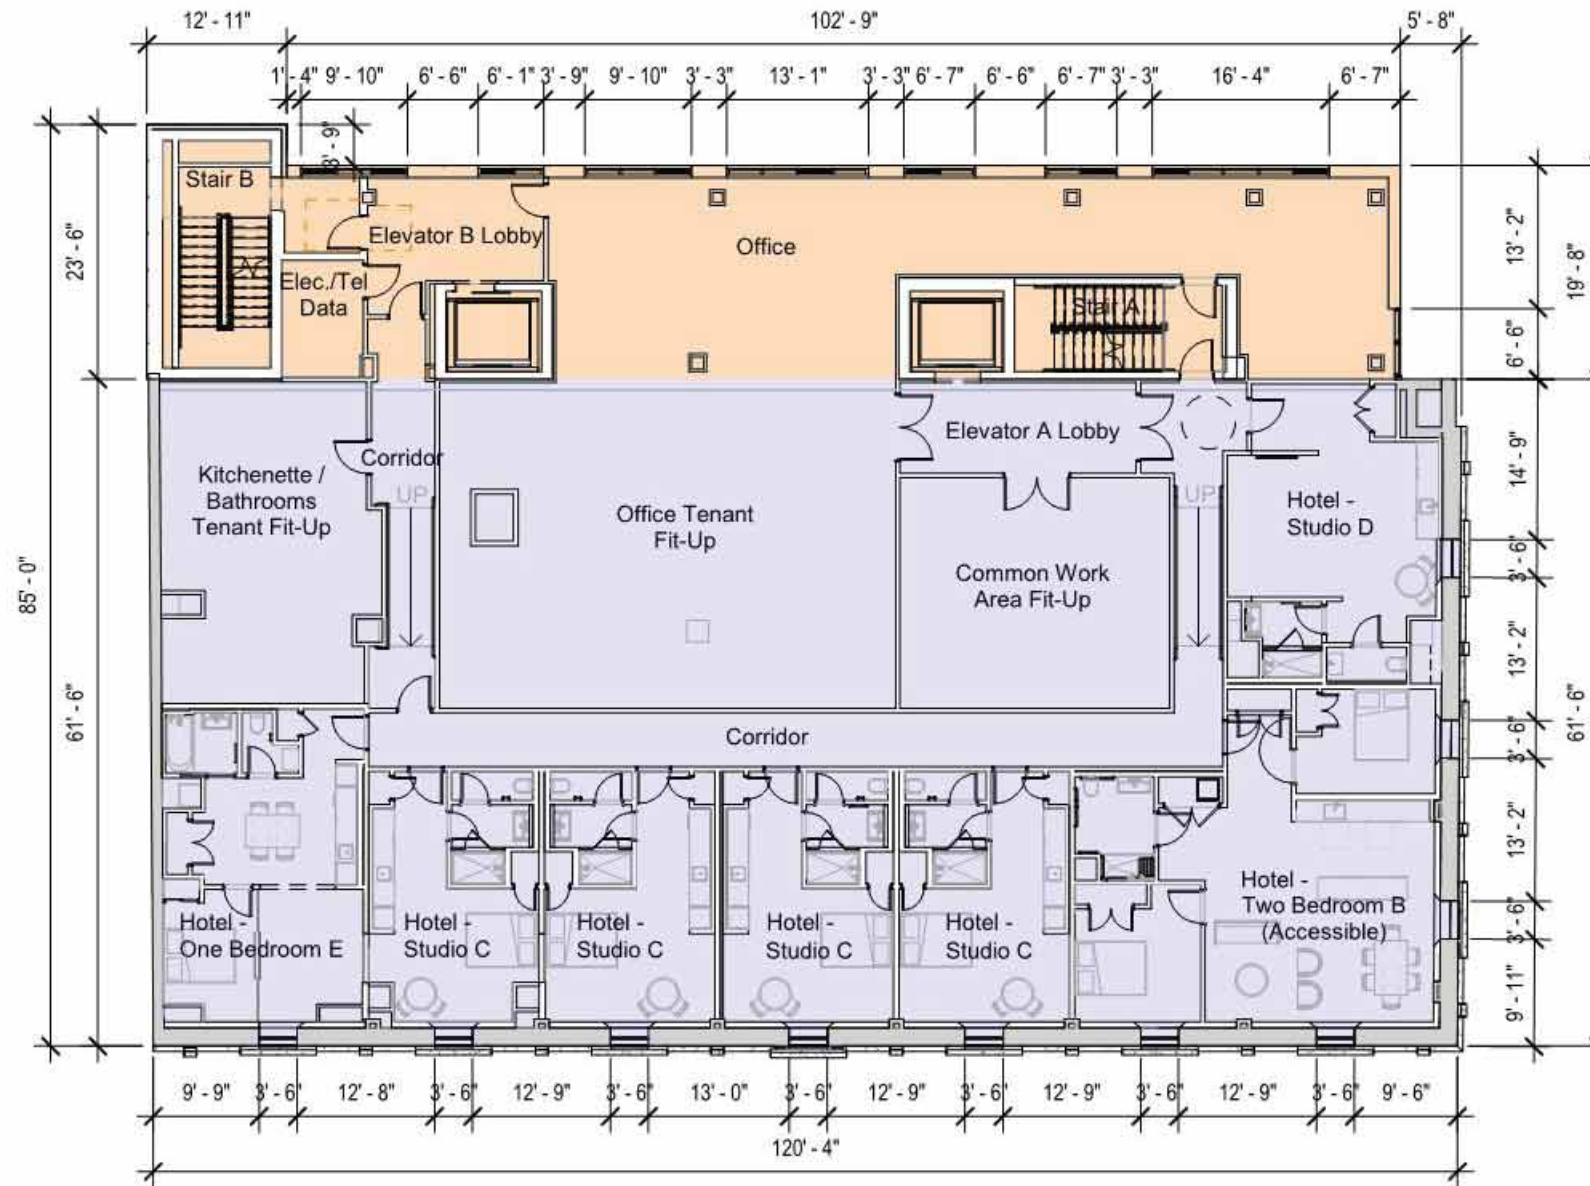 12' - 11"
102' - 9"
5' - 8"
1' - 4"
9' - 10"
6' - 6"
6' - 1"
3' - 9"
9' - 10"
3' - 3"
13' - 1"
3' - 3"
6' - 7"
6' - 6"
6' - 7"
3' - 3"
16' - 4"
6' - 7"
3' - 9"
Stair B
Elevator B Lobby
Office
Elec./Tel
Data
Stair A
23' - 6"
13' - 2"
19' - 8"
6' - 6"
Kitchenette /
Bathrooms
Tenant Fit-Up
Corridor
UP
Office Tenant
Fit-Up
Elevator A Lobby
Common Work
Area Fit-Up
UP
Hotel -
Studio D
85' - 0"
61' - 6"
14' - 9"
3' - 6"
13' - 2"
3' - 6"
61' - 6"
13' - 2"
3' - 6"
9' - 11"
Corridor
Hotel -
One Bedroom E
Hotel -
Studio C
Hotel -
Studio C
Hotel -
Studio C
Hotel -
Studio C
Hotel -
Two Bedroom B
(Accessible)
9' - 9"
3' - 6"
12' - 8"
3' - 6"
12' - 9"
3' - 6"
13' - 0"
3' - 6"
12' - 9"
3' - 6"
12' - 9"
3' - 6"
12' - 9"
3' - 6"
9' - 6"
120' - 4"